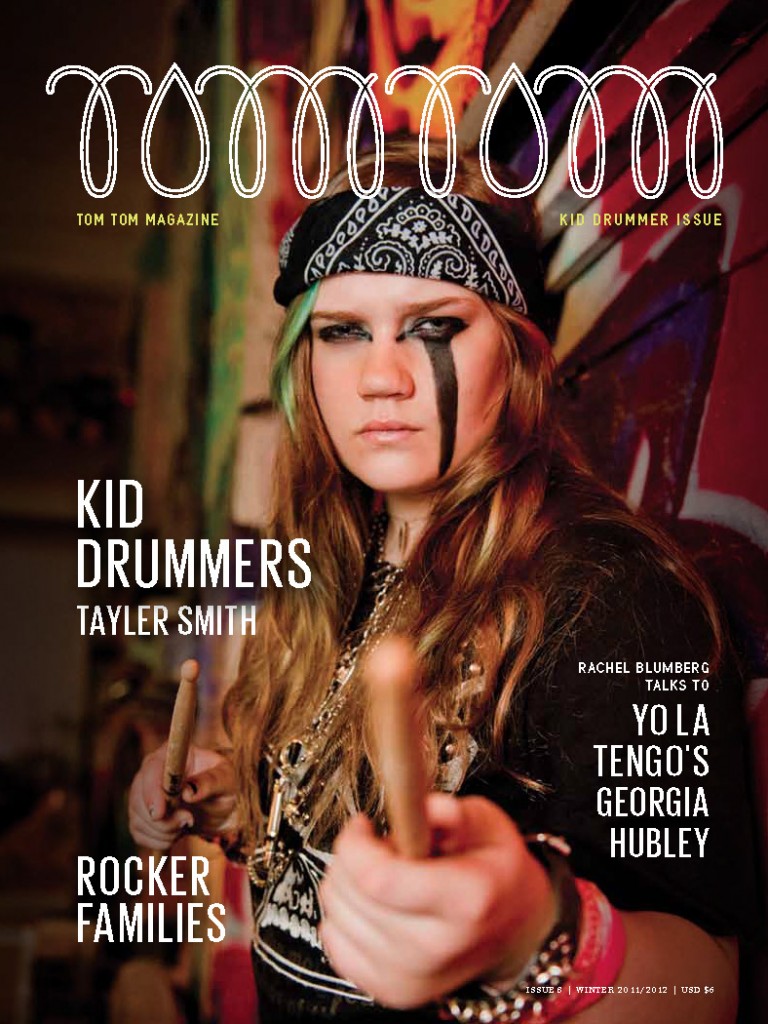 TOM TOM
TOM TOM MAGAZINE
KID DRUMMER ISSUE
KID
DRUMMERS
TAYLER SMITH
RACHEL BLUMBERG
TALKS TO
YO LA
TENGO'S
GEORGIA
HUBLEY
ROCKER
FAMILIES
ISSUE 8 | WINTER 2011/2012 | USD $6